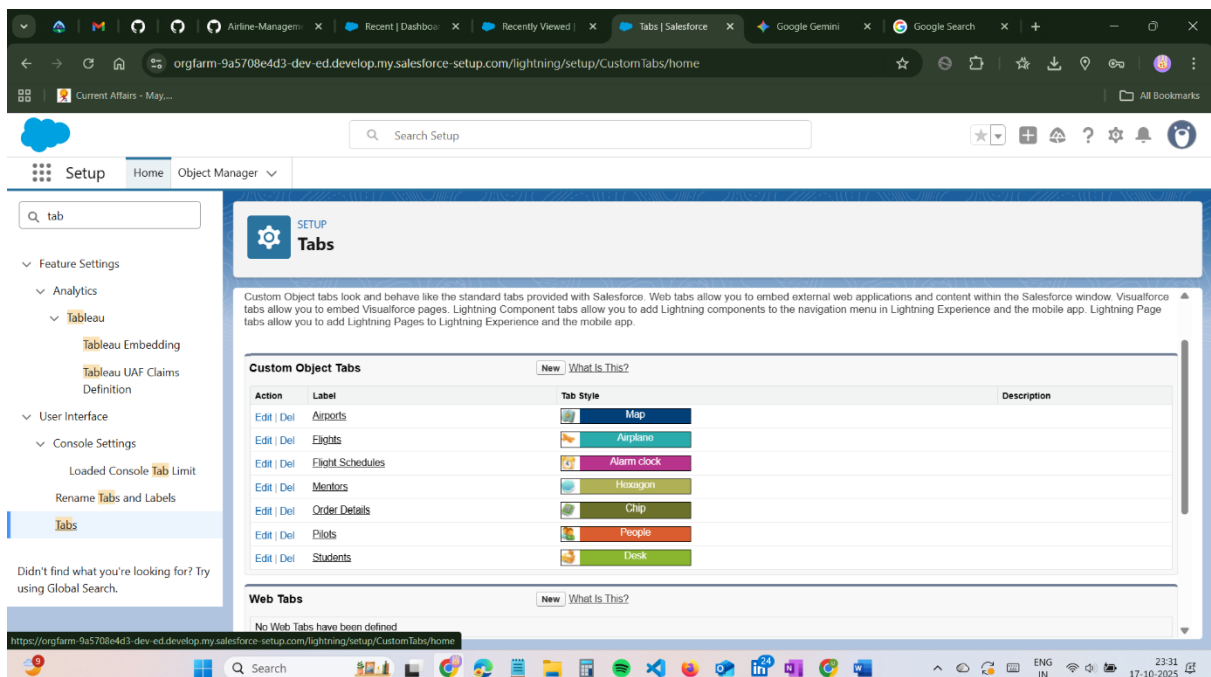 Airline-Managem
Recent | Dashboar
Recently Viewed |
Tabs | Salesforce
Google Gemini
Google Search
orgfarm-9a5708e4d3-dev-ed.develop.my.salesforce-setup.com/lightning/setup/CustomTabs/home
Current Affairs - May,...
All Bookmarks
Search Setup
Setup
Home
Object Manager
tab
SETUP
Tabs
Feature Settings
Analytics
Tableau
Tableau Embedding
Tableau UAF Claims
Definition
User Interface
Console Settings
Loaded Console Tab Limit
Rename Tabs and Labels
Tabs
Didn't find what you're looking for? Try
using Global Search.
Custom Object tabs look and behave like the standard tabs provided with Salesforce. Web tabs allow you to embed external web applications and content within the Salesforce window. Visualforce
tabs allow you to embed Visualforce pages. Lightning Component tabs allow you to add Lightning components to the navigation menu in Lightning Experience and the mobile app. Lightning Page
tabs allow you to add Lightning Pages to Lightning Experience and the mobile app.
Custom Object Tabs New What Is This?
Action Label Tab Style Description
Edit | Del Airports Map
Edit | Del Flights Airplane
Edit | Del Flight Schedules Alarm clock
Edit | Del Mentors Hexagon
Edit | Del Order Details Chip
Edit | Del Pilots People
Edit | Del Students Desk
Web Tabs New What Is This?
No Web Tabs have been defined
https://orgfarm-9a5708e4d3-dev-ed.develop.my.salesforce-setup.com/lightning/setup/CustomTabs/home
9
Search
24
ENG
IN
23:31
17-10-2025